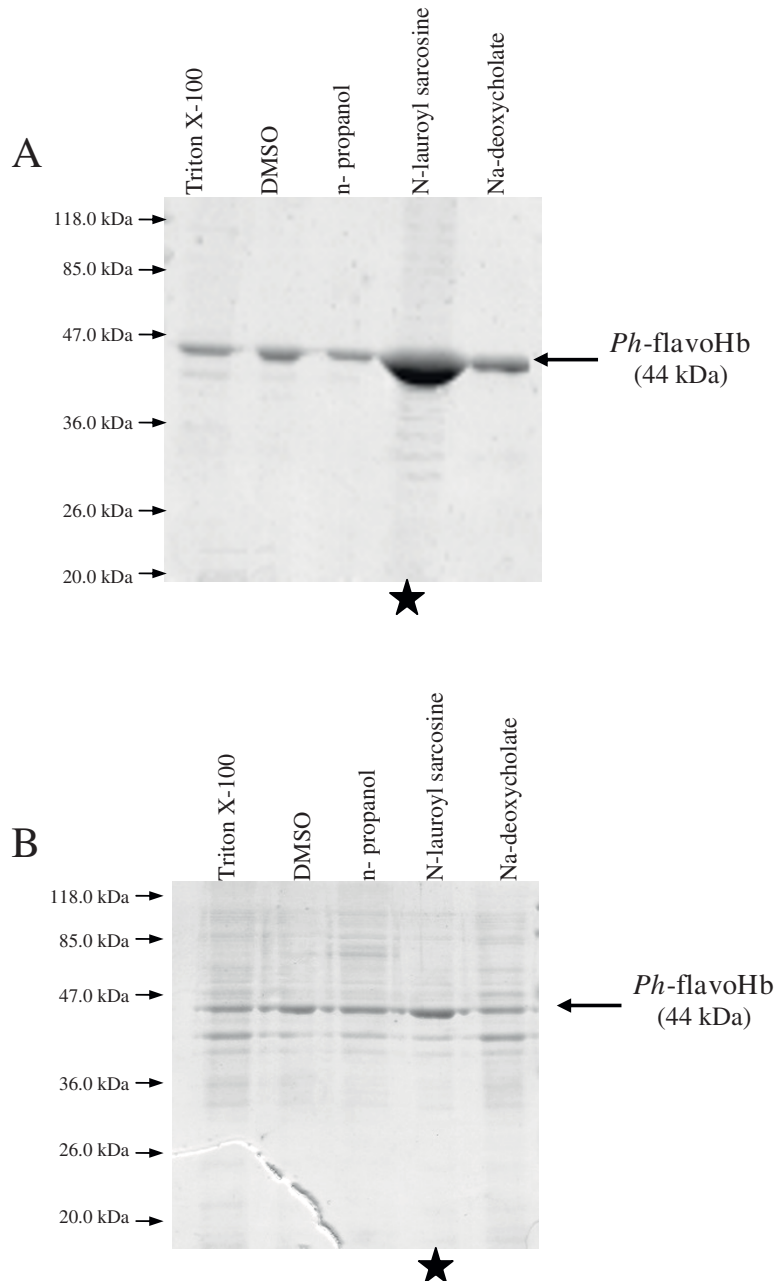 A
Triton X-100
DMSO
n- propanol
N-lauroyl sarcosine
Na-deoxycholate
118.0 kDa
85.0 kDa
47.0 kDa
36.0 kDa
26.0 kDa
20.0 kDa
Ph-flavoHb
(44 kDa)
B
Triton X-100
DMSO
n- propanol
N-lauroyl sarcosine
Na-deoxycholate
118.0 kDa
85.0 kDa
47.0 kDa
36.0 kDa
26.0 kDa
20.0 kDa
Ph-flavoHb
(44 kDa)